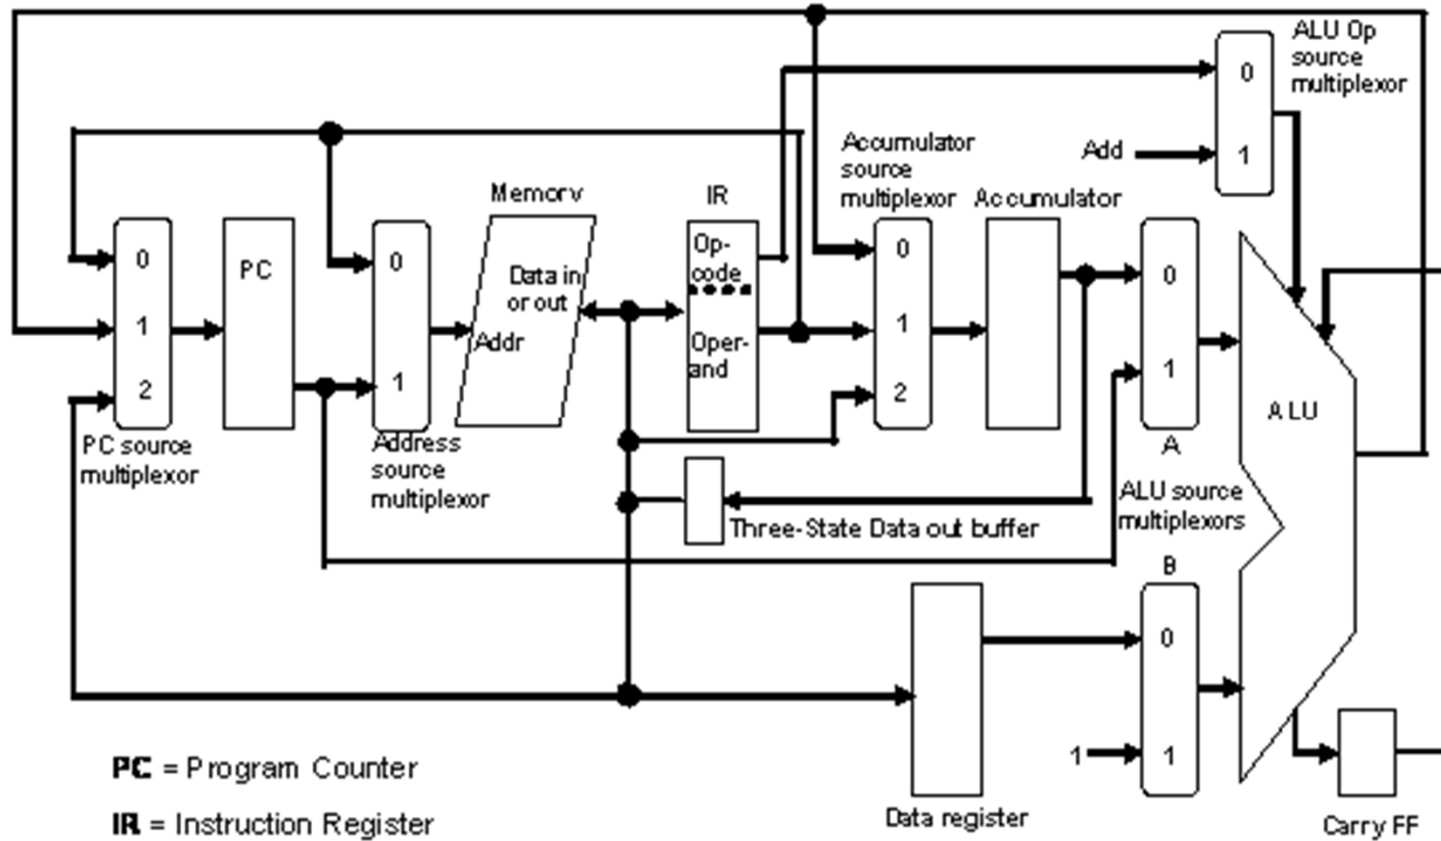 ALU Op
source
multiplexor
0
Add
1
Accumulator
source
multiplexor
Accumulator
Memory
IR
0
1
2
PC
0
1
Data in
or out
Addr
Op-
code
Oper-
and
0
1
2
0
1
ALU
PC source
multiplexor
Address
source
multiplexor
A
ALU source
multiplexors
B
Three-State Data out buffer
0
1
1
Data register
Carry FF
PC = Program Counter
IR = Instruction Register